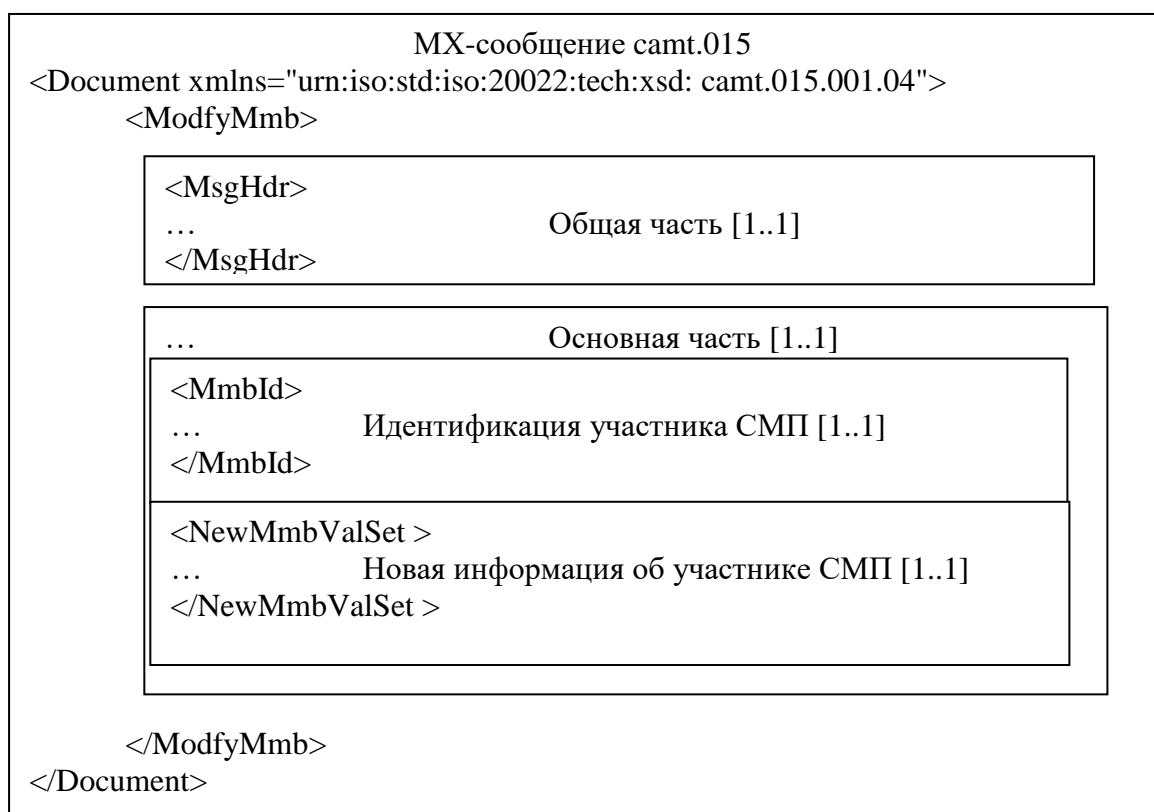 МХ-сообщение camt.015
<Document xmlns="urn:iso:std:iso:20022:tech:xsd: camt.015.001.04">
<ModfyMmb>
<MsgHdr>
… Общая часть [1..1]
</MsgHdr>
… Основная часть [1..1]
<MmbId>
… Идентификация участника СМП [1..1]
</MmbId>
<NewMmbValSet >
… Новая информация об участнике СМП [1..1]
</NewMmbValSet >
</ModfyMmb>
</Document>